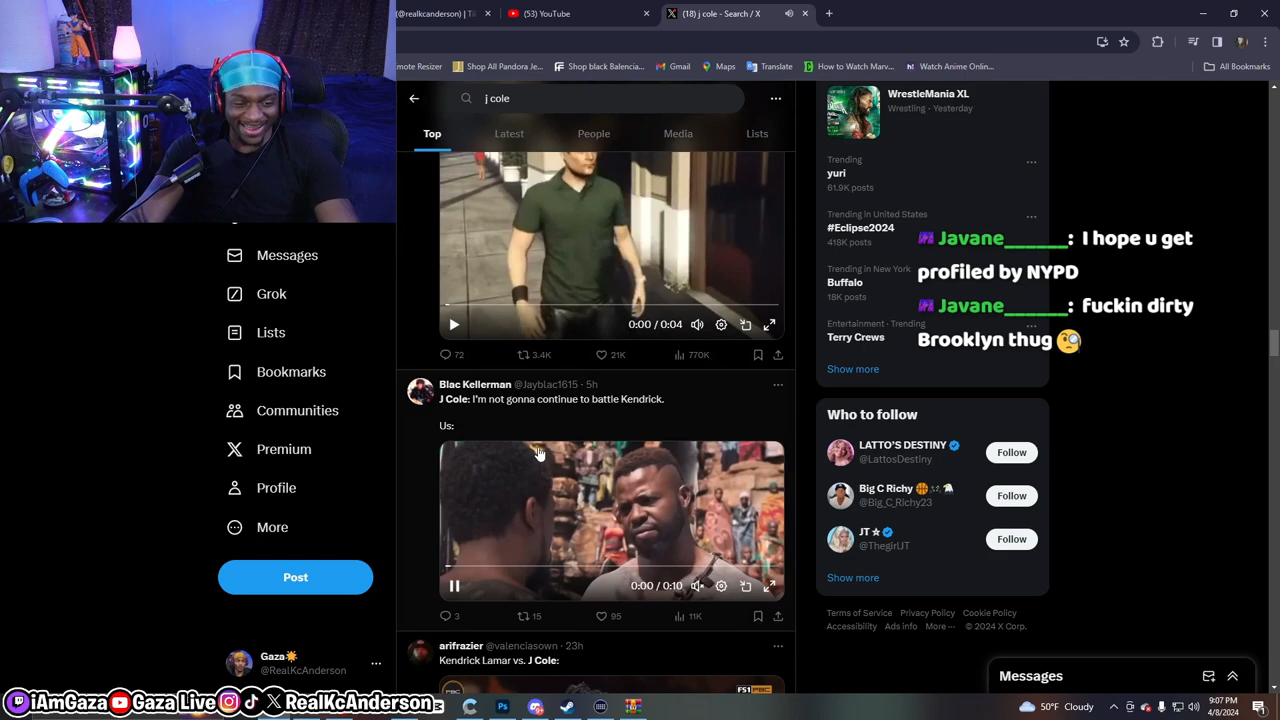 (@realkcanderson) | Ti
(53) YouTube
(18) j cole - Search / X
mote Resizer
Shop All Pandora Je...
Shop black Balencia...
Gmail
Maps
Translate
How to Watch Marv...
Watch Anime Onlin...
All Bookmarks
j cole
Top
Latest
People
Media
Lists
0:00 / 0:04
72
3.4K
21K
770K
Blac Kellerman @Jayblac1615 · 5h
J Cole: I'm not gonna continue to battle Kendrick.
Us:
0:00 / 0:10
3
15
95
11K
arifrazier @valenciasown · 23h
Kendrick Lamar vs. J Cole:
FS1
Messages
Grok
Lists
Bookmarks
Communities
Premium
Profile
More
Post
Gaza
@RealKcAnderson
WrestleMania XL
Wrestling · Yesterday
Trending
yuri
61.9K posts
Trending in United States
#Eclipse2024
418K posts
Trending in New York
Buffalo
18K posts
Entertainment · Trending
Terry Crews
Show more
Javane______: I hope u get
profiled by NYPD
Javane______: fuckin dirty
Brooklyn thug
Who to follow
LATTO'S DESTINY
@LattosDestiny
Follow
Big C Richy
@Big_C_Richy23
Follow
JT
@ThegirlJT
Follow
Show more
Terms of Service Privacy Policy Cookie Policy
Accessibility Ads info More ··· © 2024 X Corp.
Messages
iAmGaza Gaza Live RealKcAnderson
50°F Cloudy
9:07 PM
4/8/2024